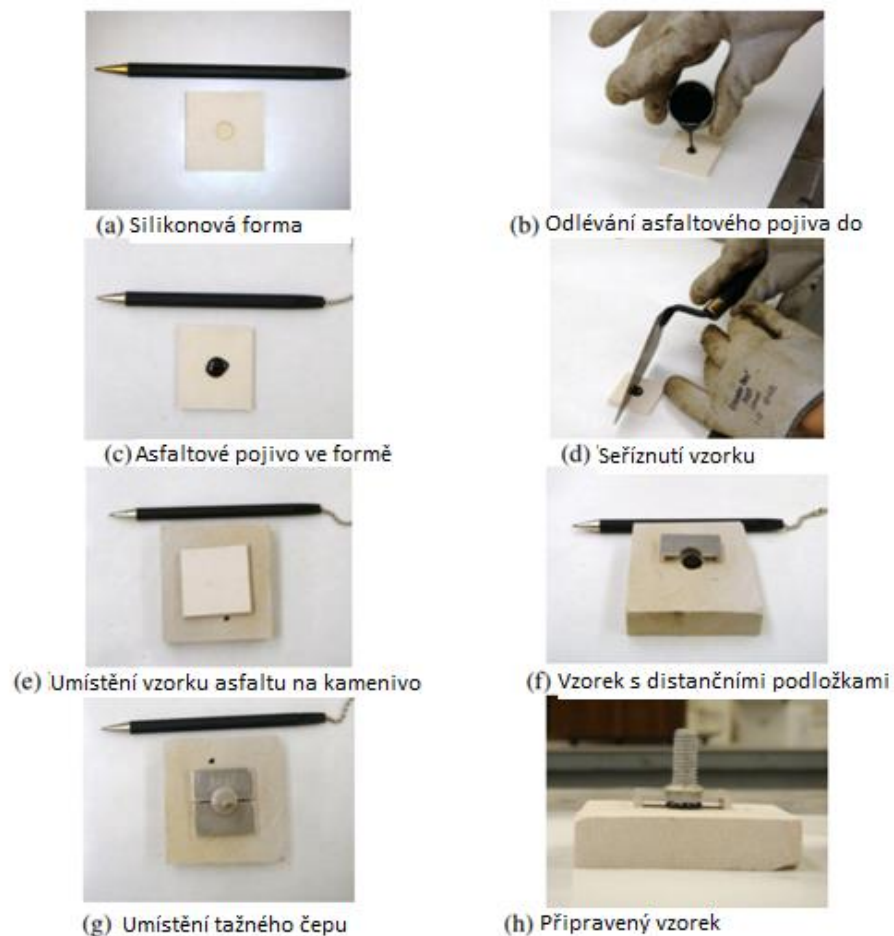 (a) Silikonová forma
(b) Odlévání asfaltového pojiva do
(c) Asfaltové pojivo ve formě
(d) Seříznutí vzorku
(e) Umístění vzorku asfaltu na kamenivo
(f) Vzorek s distančními podložkami
(g) Umístění tažného čepu
(h) Připravený vzorek